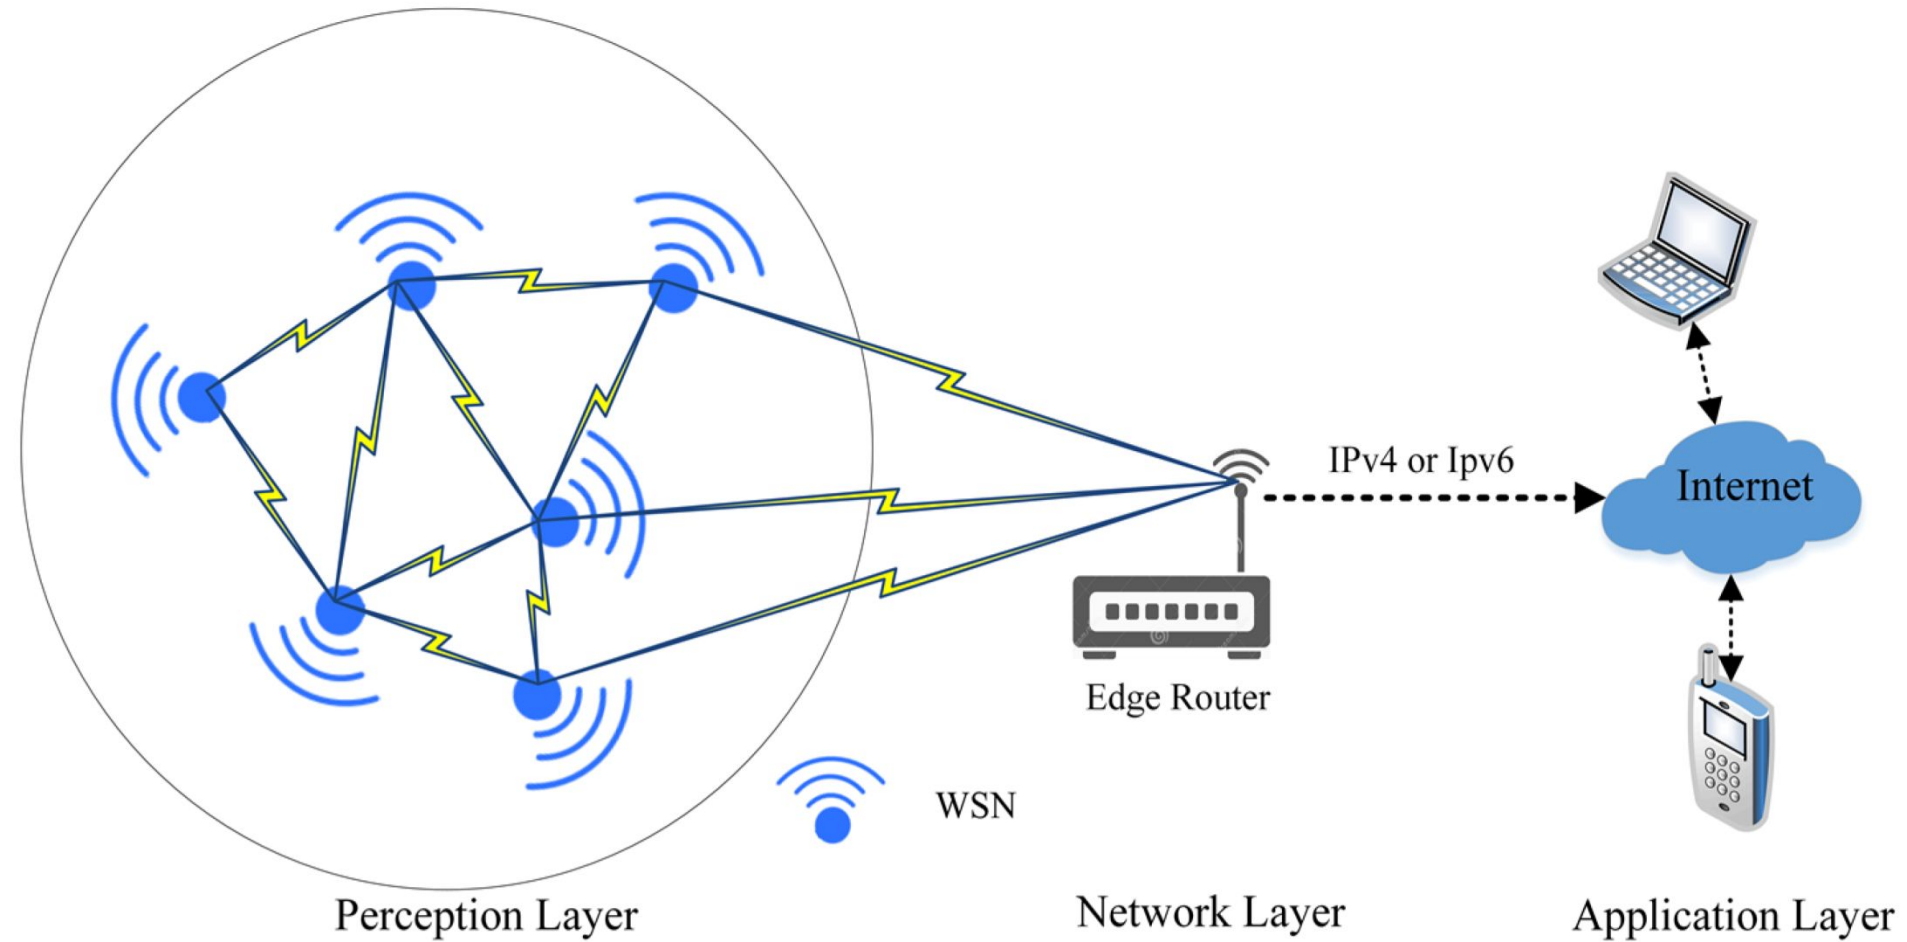 IPv4 or Ipv6
Internet
Edge Router
WSN
Perception Layer
Network Layer
Application Layer